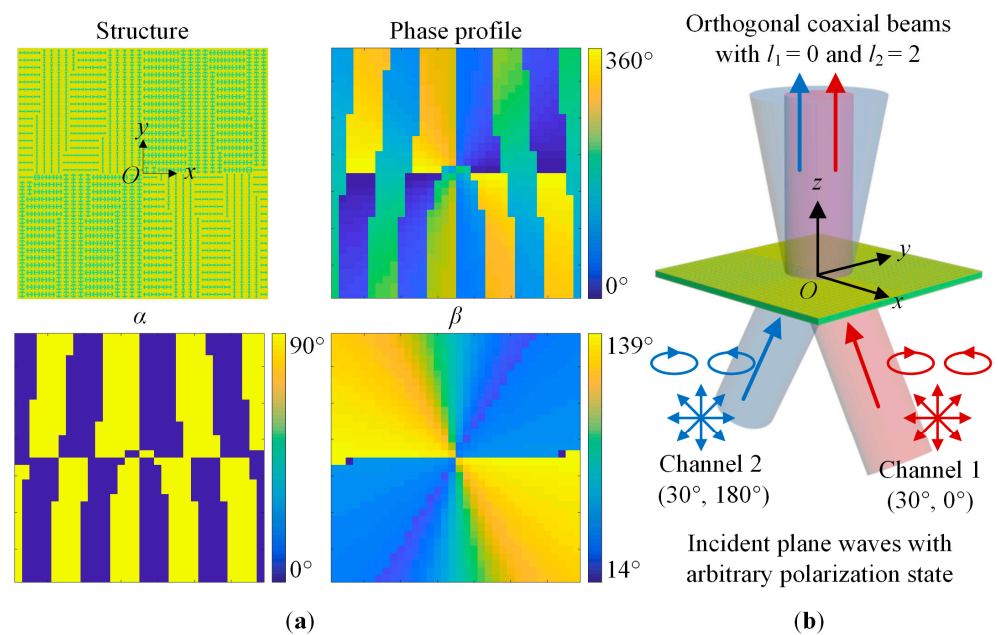 Structure
y
O
x
Phase profile
360°
0°
α
90°
0°
β
139°
14°
(a)
Orthogonal coaxial beams
with l₁ = 0 and l₂ = 2
z
y
O
x
Channel 2
(30°, 180°)
Channel 1
(30°, 0°)
Incident plane waves with
arbitrary polarization state
(b)